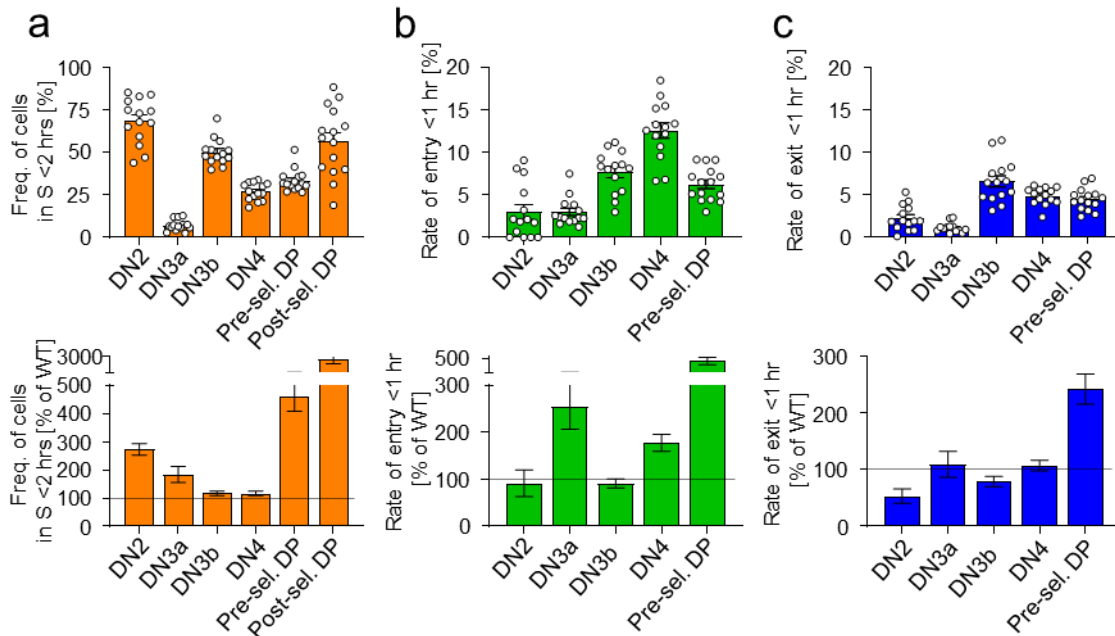 a
b
c
Freq. of cells
in S <2 hrs [%]
100
75
50
25
0
DN2
DN3a
DN3b
DN4
Pre-sel. DP
Post-sel. DP
Rate of entry <1 hr [%]
20
15
10
5
0
DN2
DN3a
DN3b
DN4
Pre-sel. DP
Rate of exit <1 hr [%]
20
15
10
5
0
DN2
DN3a
DN3b
DN4
Pre-sel. DP
Freq. of cells
in S <2 hrs [% of WT]
3000
500
400
300
200
100
0
DN2
DN3a
DN3b
DN4
Pre-sel. DP
Post-sel. DP
Rate of entry <1 hr
[% of WT]
500
300
200
100
0
DN2
DN3a
DN3b
DN4
Pre-sel. DP
Rate of exit <1 hr
[% of WT]
300
200
100
0
DN2
DN3a
DN3b
DN4
Pre-sel. DP